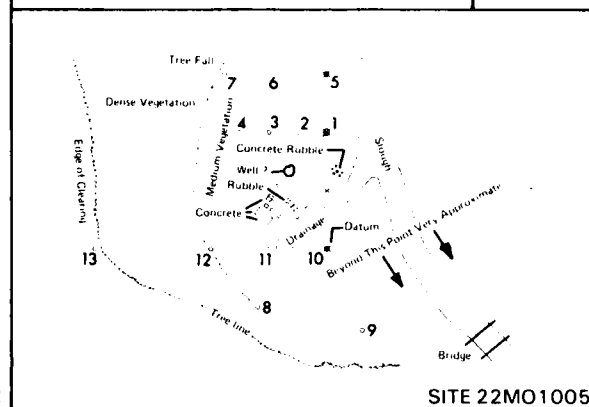 Tree Fall
7 6 5
Dense Vegetation
4 3 2 1
Medium Vegetation
Concrete Rubble
Edge of Clearing
Well ?
Slough
Rubble
Concrete
Drainage
Datum
Beyond This Point Very Approximate
13 12 11 10
8
Tree line
9
Bridge
SITE 22MO1005